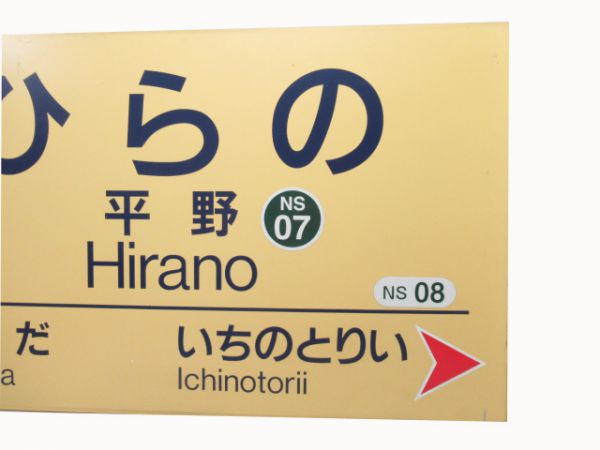 ひらの
平野 NS 07
Hirano
NS 08
だ いちのとりい
a Ichinotorii